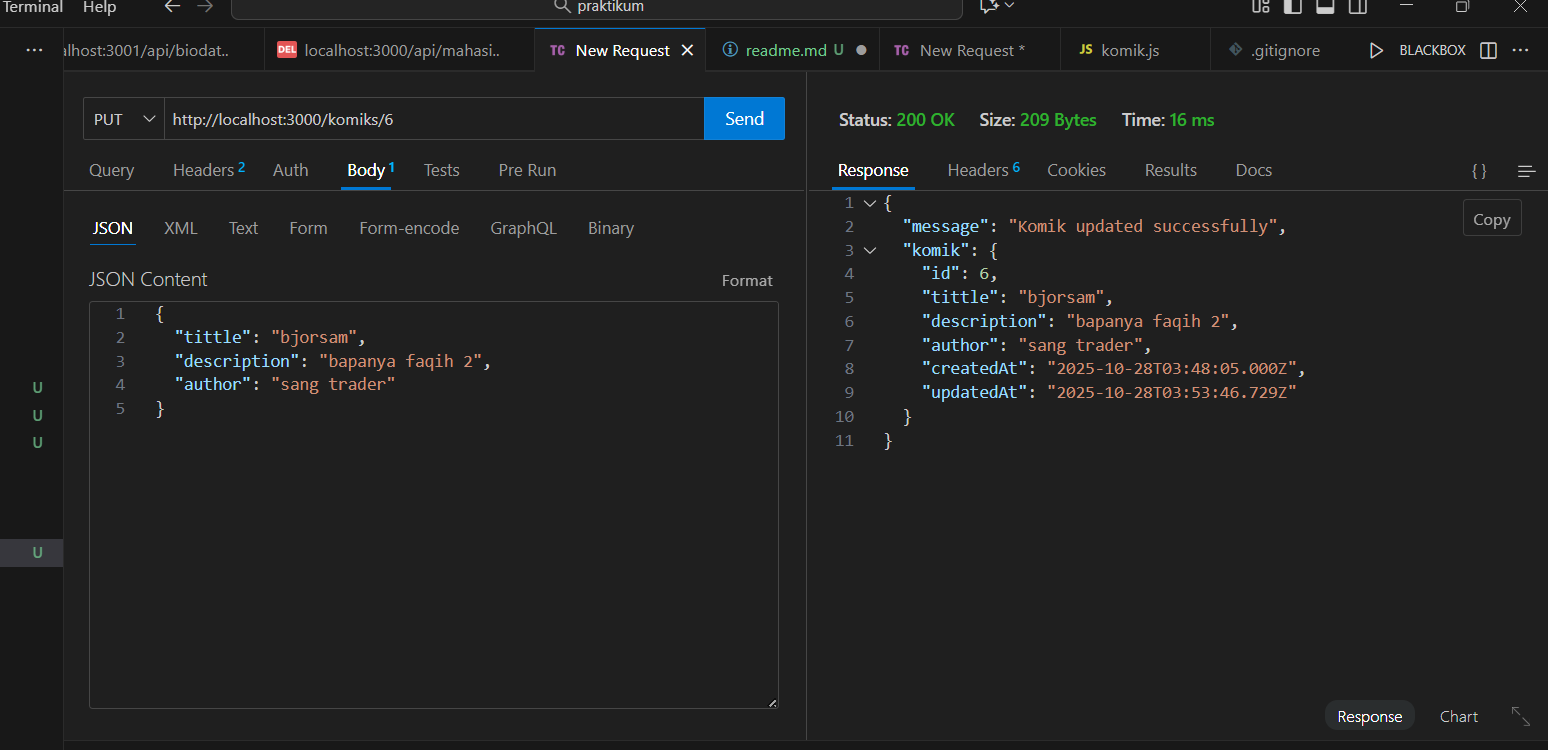 Terminal Help praktikum
lhost:3001/api/biodat.. DEL localhost:3000/api/mahasi.. TC New Request readme.md U TC New Request * JS komik.js .gitignore BLACKBOX
PUT http://localhost:3000/komiks/6 Send
Query Headers 2 Auth Body 1 Tests Pre Run
JSON XML Text Form Form-encode GraphQL Binary
JSON Content Format
1 {
2 "tittle": "bjorsam",
3 "description": "bapanya faqih 2",
4 "author": "sang trader"
5 }
U
U
U
U
Status: 200 OK Size: 209 Bytes Time: 16 ms
Response Headers 6 Cookies Results Docs { }
Copy
1 {
2 "message": "Komik updated successfully",
3 "komik": {
4 "id": 6,
5 "tittle": "bjorsam",
6 "description": "bapanya faqih 2",
7 "author": "sang trader",
8 "createdAt": "2025-10-28T03:48:05.000Z",
9 "updatedAt": "2025-10-28T03:53:46.729Z"
10 }
11 }
Response Chart